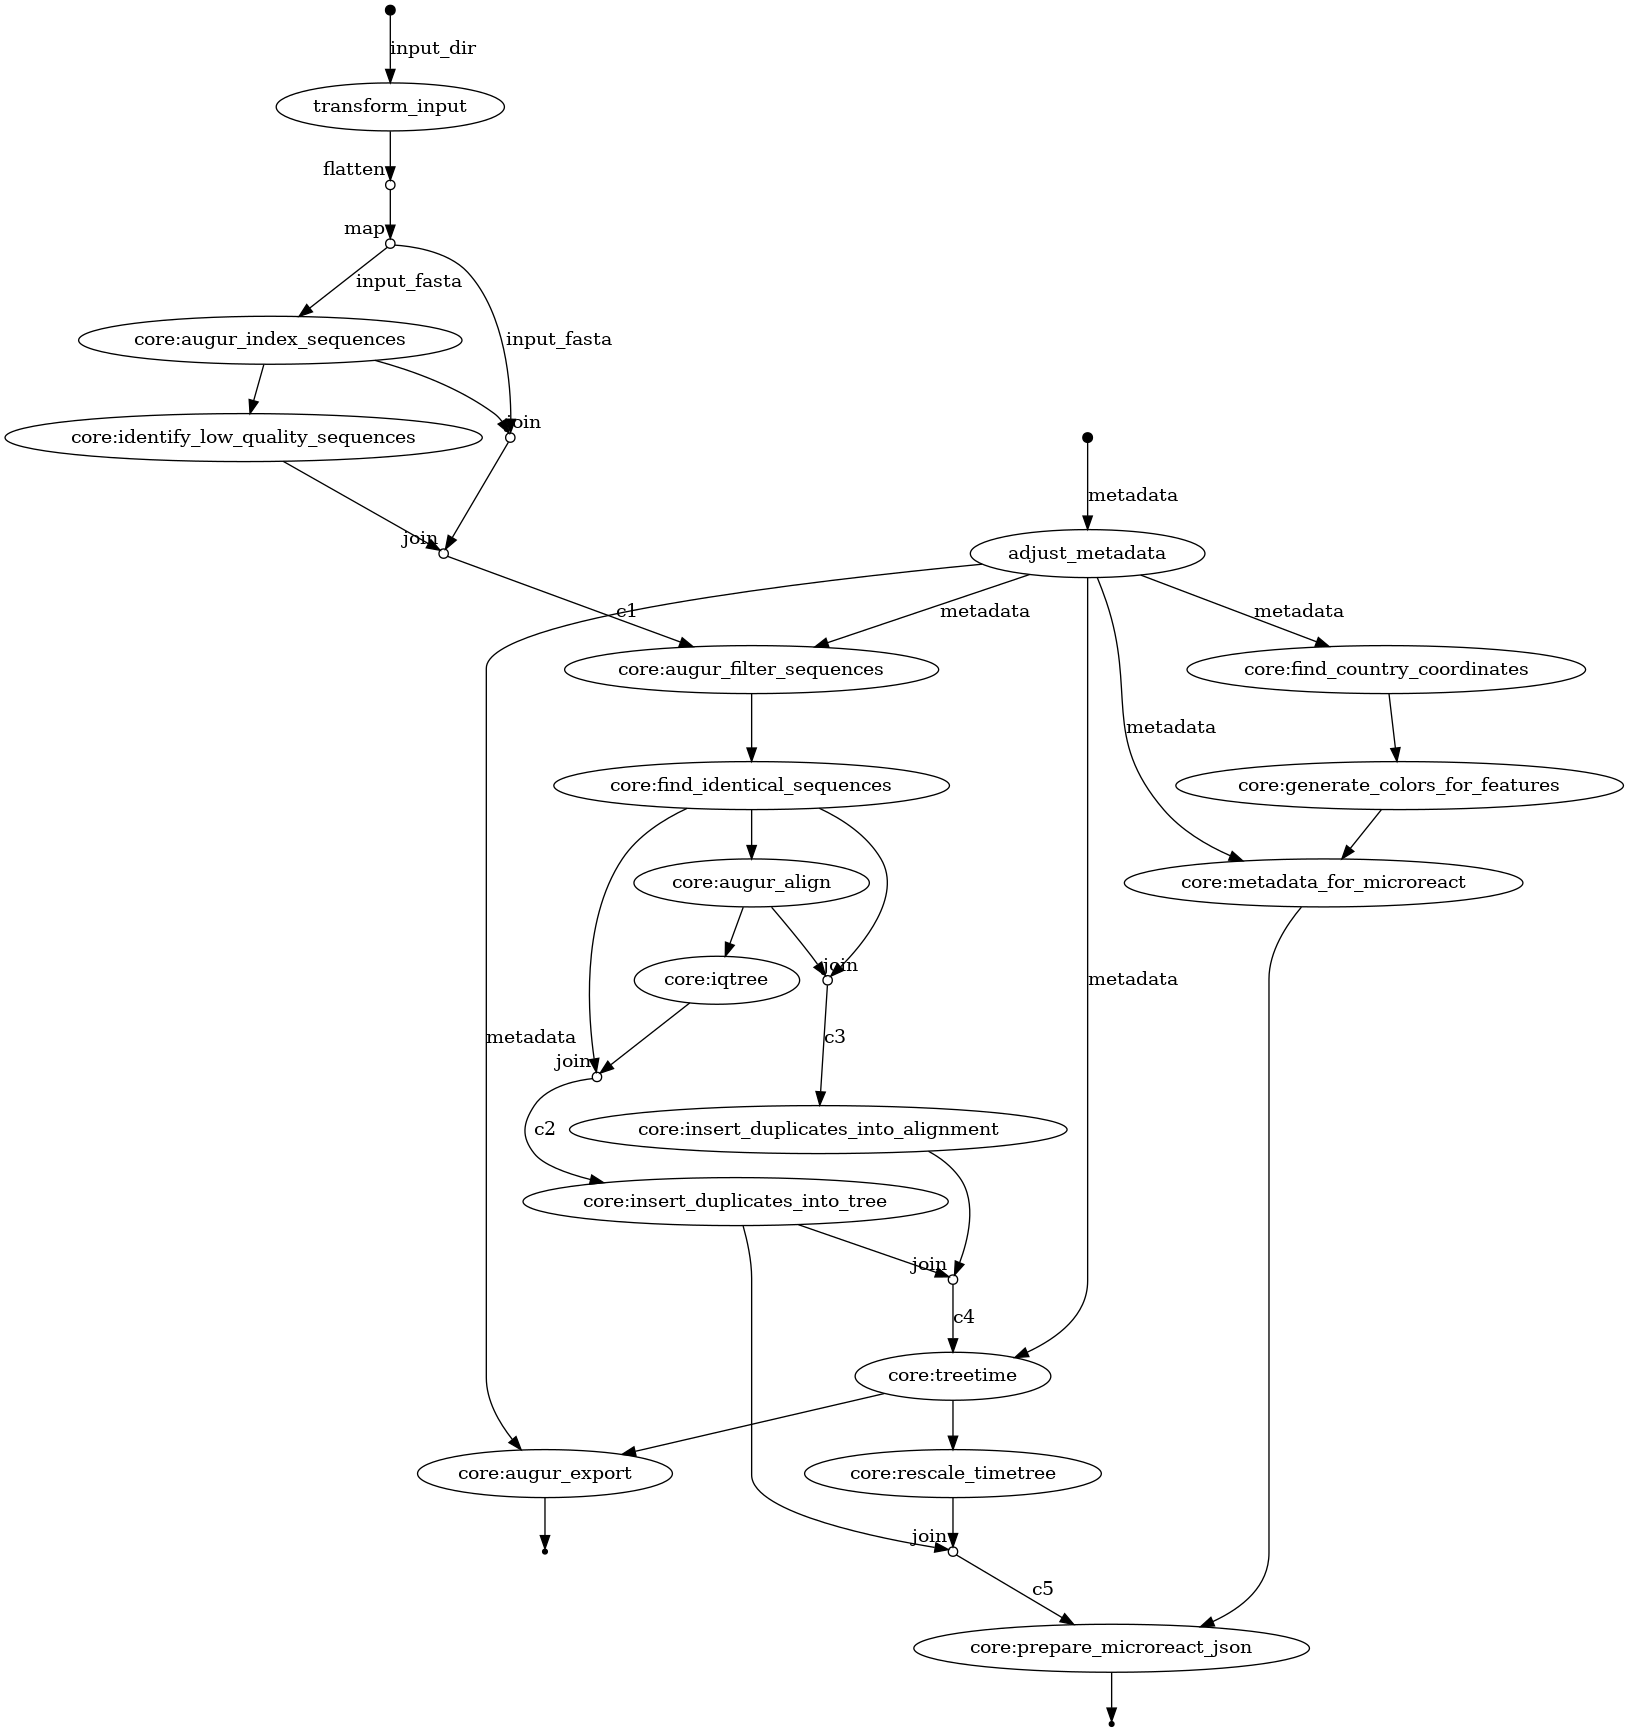 input_dir
transform_input
flatten
map
input_fasta
core:augur_index_sequences
input_fasta
join
core:identify_low_quality_sequences
metadata
join
adjust_metadata
c1
metadata
metadata
core:augur_filter_sequences
core:find_country_coordinates
metadata
core:find_identical_sequences
core:generate_colors_for_features
core:augur_align
core:metadata_for_microreact
join
core:iqtree
metadata
metadata
c3
join
c2
core:insert_duplicates_into_alignment
core:insert_duplicates_into_tree
join
c4
core:treetime
core:augur_export
core:rescale_timetree
join
c5
core:prepare_microreact_json